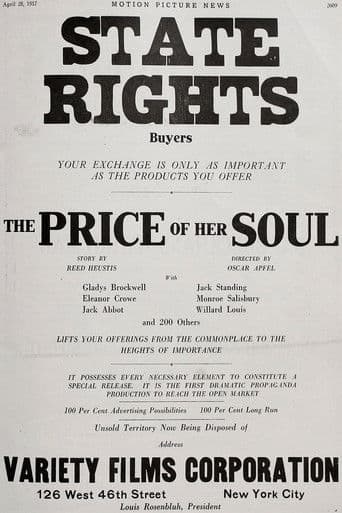 April 28, 1917 MOTION PICTURE NEWS 2609
STATE
RIGHTS
Buyers
YOUR EXCHANGE IS ONLY AS IMPORTANT
AS THE PRODUCTS YOU OFFER
THE PRICE OF HER SOUL
STORY BY DIRECTED BY
REED HEUSTIS OSCAR APFEL
With
Gladys Brockwell Jack Standing
Eleanor Crowe Monroe Salisbury
Jack Abbot Willard Louis
and 200 Others
LIFTS YOUR OFFERINGS FROM THE COMMONPLACE TO THE
HEIGHTS OF IMPORTANCE
IT POSSESSES EVERY NECESSARY ELEMENT TO CONSTITUTE A
SPECIAL RELEASE. IT IS THE FIRST DRAMATIC PROPAGANDA
PRODUCTION TO REACH THE OPEN MARKET
100 Per Cent Advertising Possibilities 100 Per Cent Long Run
Unsold Territory Now Being Disposed of
Address
VARIETY FILMS CORPORATION
126 West 46th Street New York City
Louis Rosenbluh, President